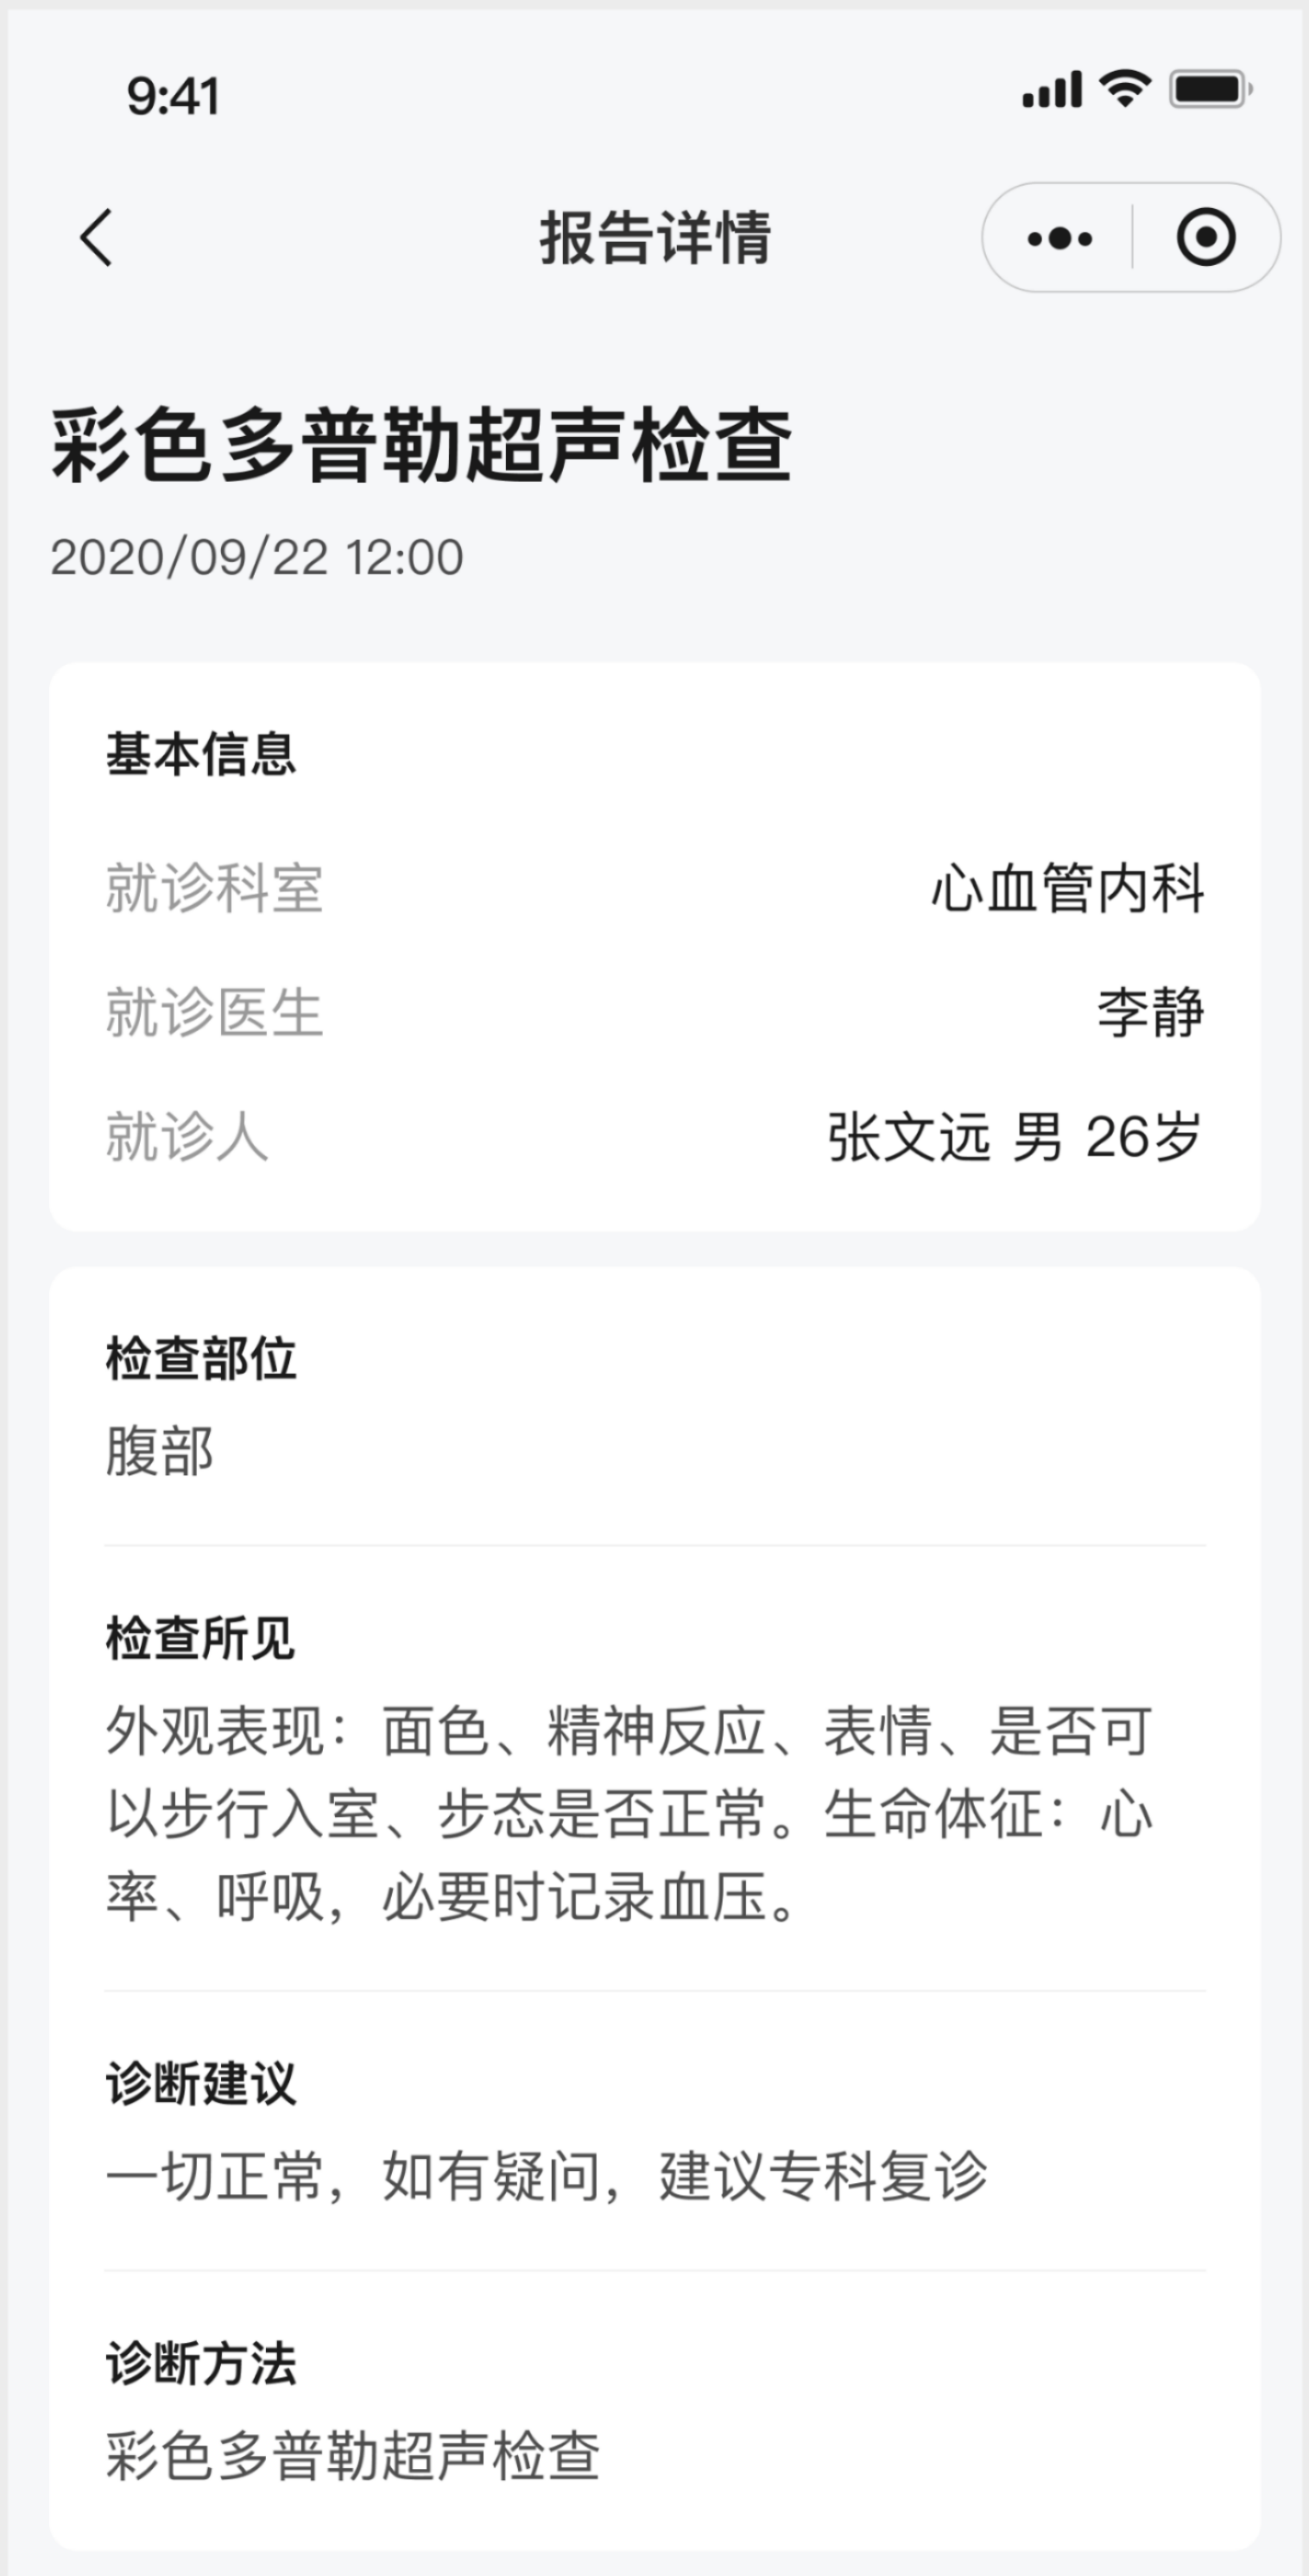 9:41
报告详情
彩色多普勒超声检查
2020/09/22 12:00
基本信息
就诊科室 心血管内科
就诊医生 李静
就诊人 张文远 男 26岁
检查部位
腹部
检查所见
外观表现：面色、精神反应、表情、是否可
以步行入室、步态是否正常。生命体征：心
率、呼吸，必要时记录血压。
诊断建议
一切正常，如有疑问，建议专科复诊
诊断方法
彩色多普勒超声检查